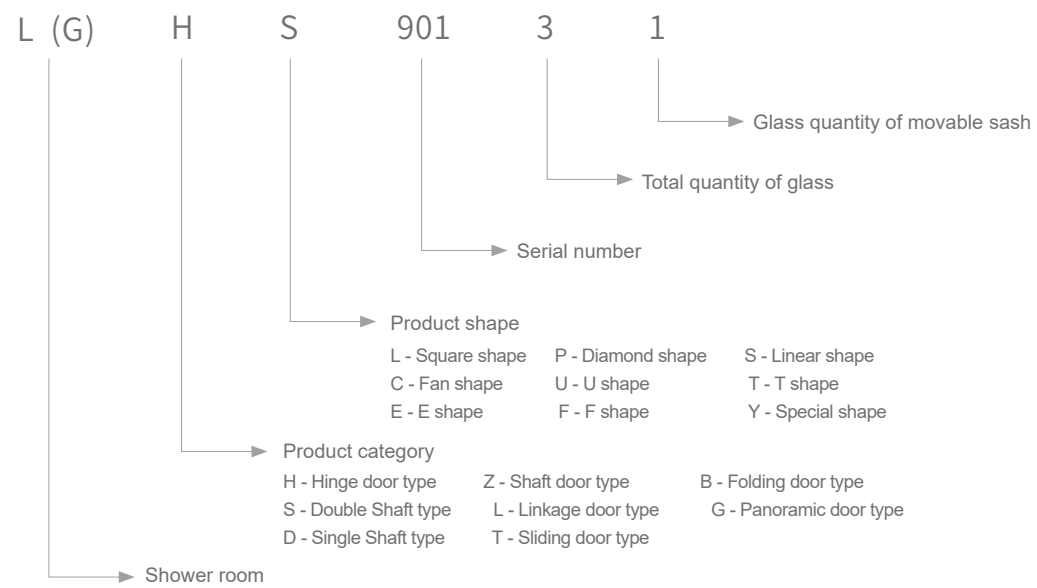 L (G) H S 901 3 1
Glass quantity of movable sash
Total quantity of glass
Serial number
Product shape
L - Square shape P - Diamond shape S - Linear shape
C - Fan shape U - U shape T - T shape
E - E shape F - F shape Y - Special shape
Product category
H - Hinge door type Z - Shaft door type B - Folding door type
S - Double Shaft type L - Linkage door type G - Panoramic door type
D - Single Shaft type T - Sliding door type
Shower room